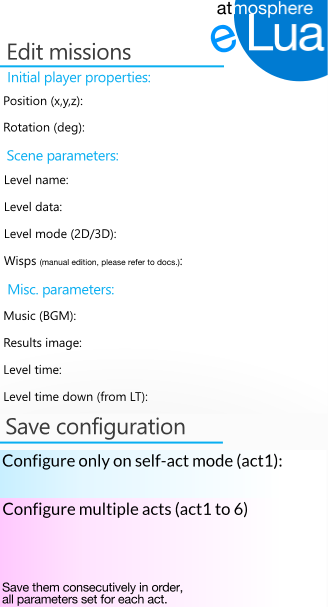 atmosphere
eLua
Edit missions
Initial player properties:
Position (x,y,z):
Rotation (deg):
Scene parameters:
Level name:
Level data:
Level mode (2D/3D):
Wisps (manual edition, please refer to docs.):
Misc. parameters:
Music (BGM):
Results image:
Level time:
Level time down (from LT):
Save configuration
Configure only on self-act mode (act1):
Configure multiple acts (act1 to 6)
Save them consecutively in order,
all parameters set for each act.